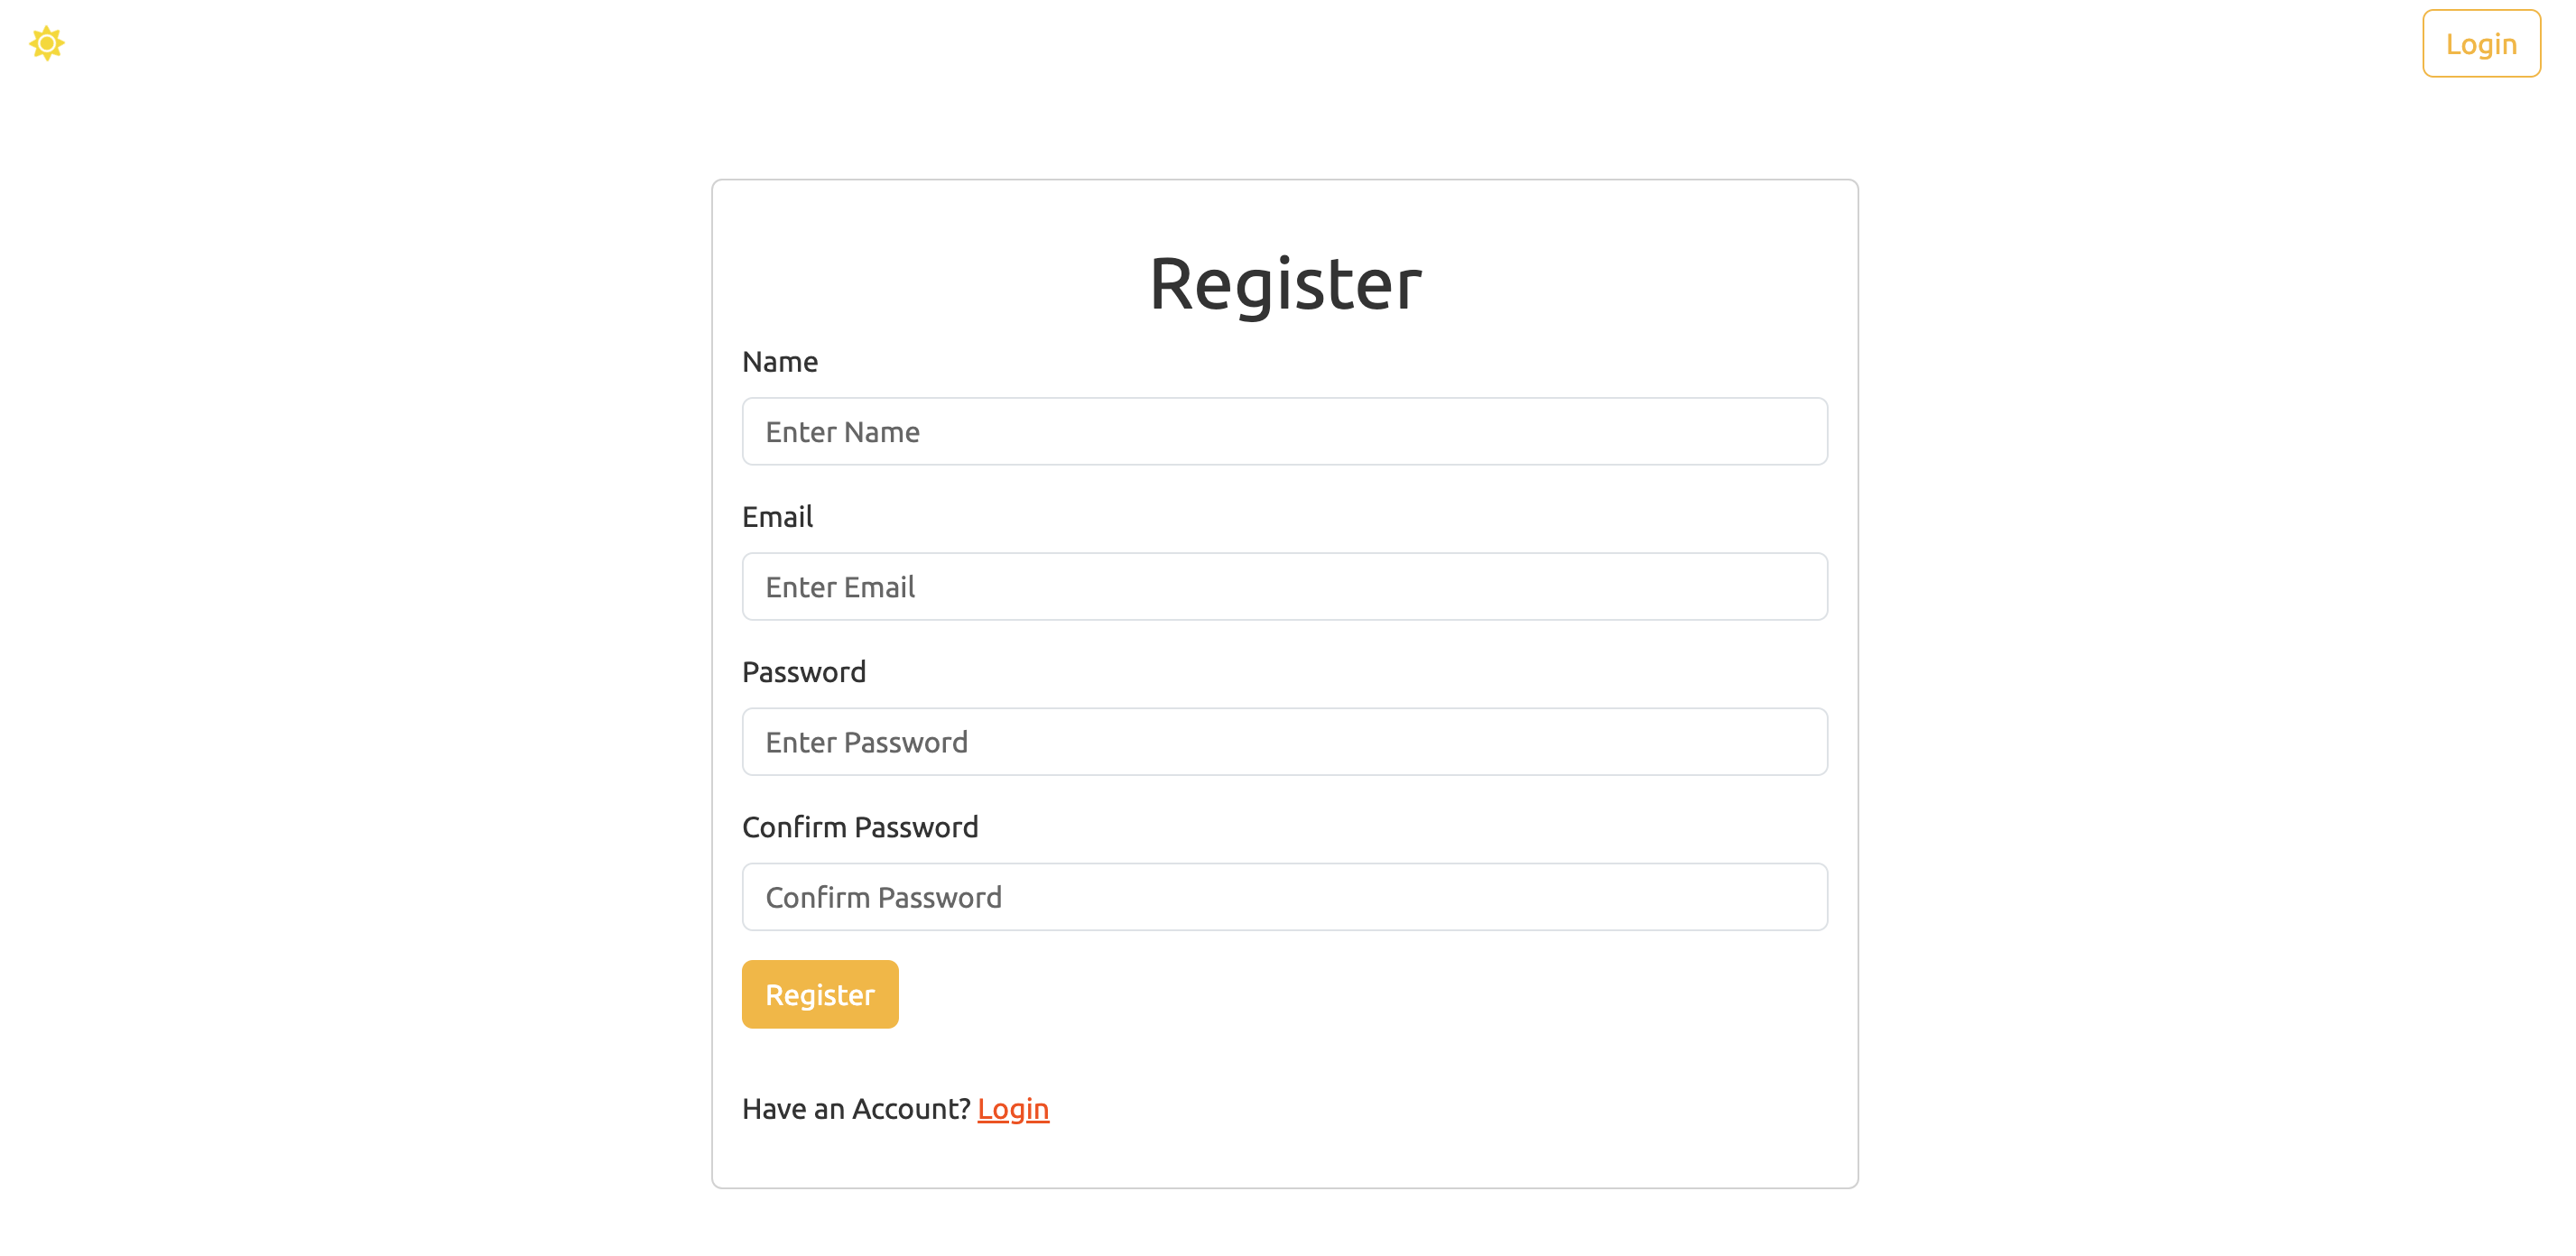 Login
Register
Name
Enter Name
Email
Enter Email
Password
Enter Password
Confirm Password
Confirm Password
Register
Have an Account? Login